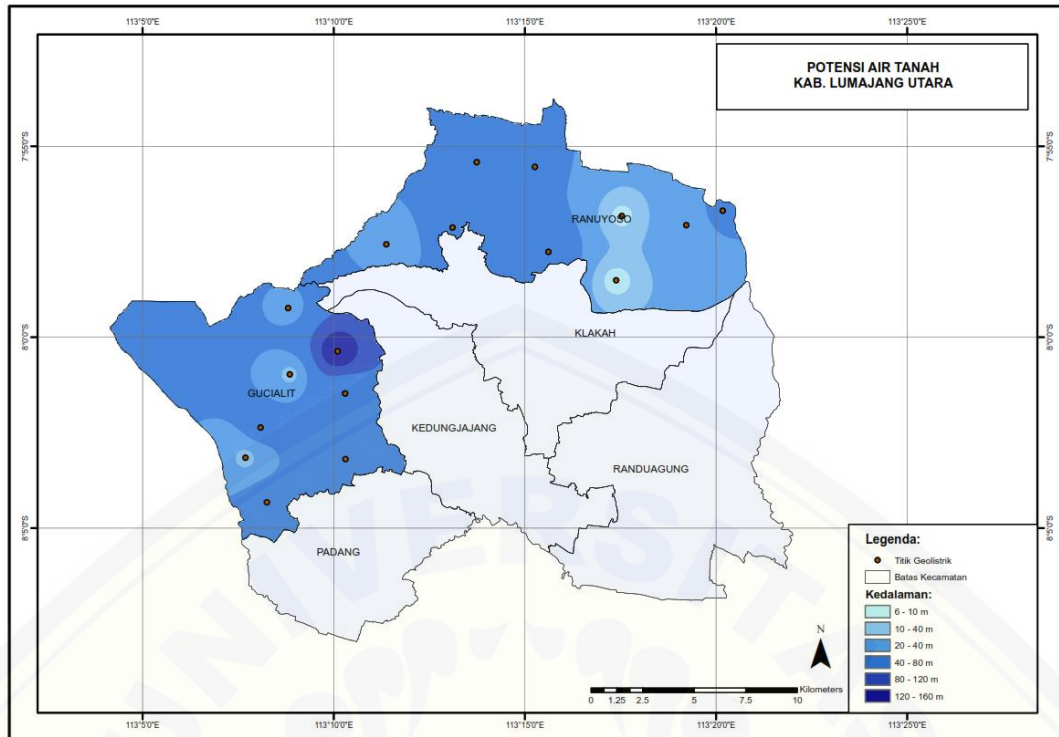 113°5'0"E
113°10'0"E
113°15'0"E
113°20'0"E
113°25'0"E
POTENSI AIR TANAH
KAB. LUMAJANG UTARA
7°55'0"S
7°55'0"S
RANUYOSO
8°0'0"S
8°0'0"S
KLAKAH
GUCIALIT
KEDUNGJAJANG
RANDUAGUNG
8°5'0"S
8°5'0"S
PADANG
Legenda:
Titik Geolistrik
Batas Kecamatan
Kedalaman:
6 - 10 m
10 - 40 m
20 - 40 m
40 - 80 m
80 - 120 m
120 - 160 m
N
Kilometers
0 1.25 2.5 5 7.5 10
113°5'0"E
113°10'0"E
113°15'0"E
113°20'0"E
113°25'0"E
UNIVERSITA